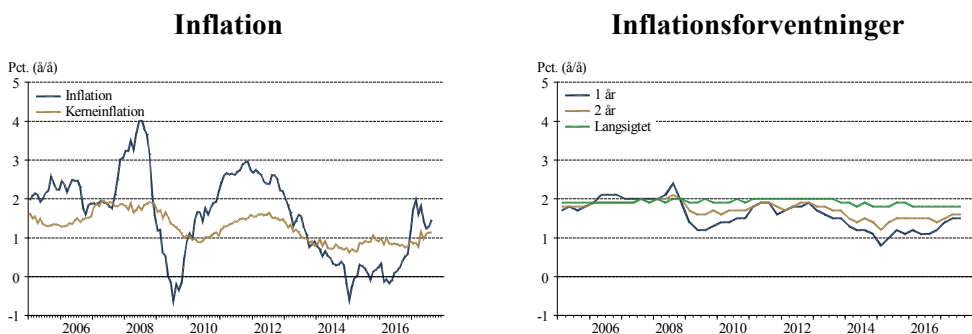 Inflation
Pct. (å/å)
5
Inflation
Kerneinflation
4
3
2
1
0
-1
2006 2008 2010 2012 2014 2016
Inflationsforventninger
Pct. (å/å)
5
1 år
2 år
Langsigtet
4
3
2
1
0
-1
2006 2008 2010 2012 2014 2016